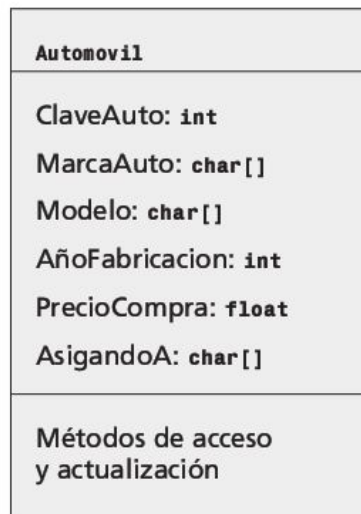 Automovil
ClaveAuto: int
MarcaAuto: char[]
Modelo: char[]
AñoFabricacion: int
PrecioCompra: float
AsigandoA: char[]
Métodos de acceso
y actualización